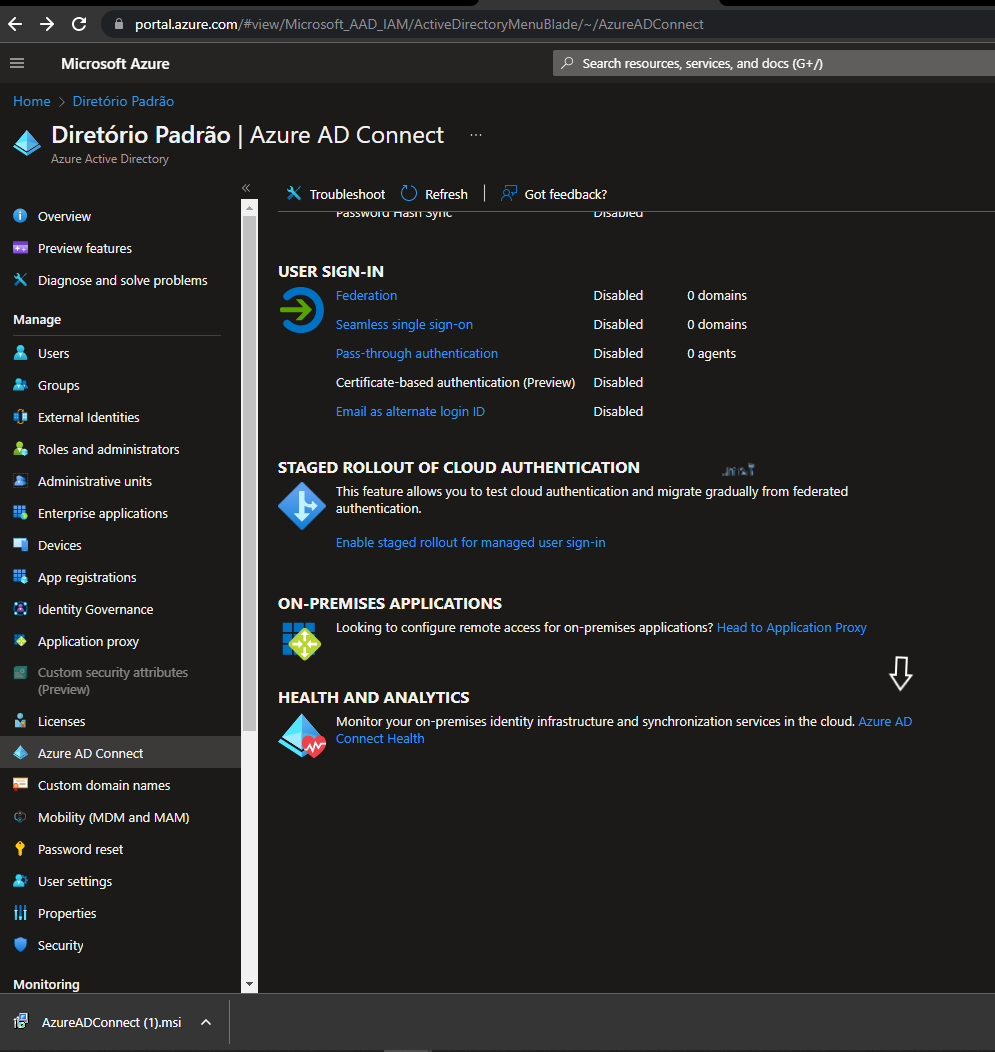 portal.azure.com/#view/Microsoft_AAD_IAM/ActiveDirectoryMenuBlade/~/AzureADConnect
Microsoft Azure
Search resources, services, and docs (G+/)
Home > Diretório Padrão
Diretório Padrão | Azure AD Connect ...
Azure Active Directory
«
Overview
Preview features
Diagnose and solve problems
Manage
Users
Groups
External Identities
Roles and administrators
Administrative units
Enterprise applications
Devices
App registrations
Identity Governance
Application proxy
Custom security attributes
(Preview)
Licenses
Azure AD Connect
Custom domain names
Mobility (MDM and MAM)
Password reset
User settings
Properties
Security
Monitoring
Troubleshoot Refresh | Got feedback?
Password Hash Sync Disabled
USER SIGN-IN
Federation Disabled 0 domains
Seamless single sign-on Disabled 0 domains
Pass-through authentication Disabled 0 agents
Certificate-based authentication (Preview) Disabled
Email as alternate login ID Disabled
STAGED ROLLOUT OF CLOUD AUTHENTICATION
This feature allows you to test cloud authentication and migrate gradually from federated
authentication.
Enable staged rollout for managed user sign-in
ON-PREMISES APPLICATIONS
Looking to configure remote access for on-premises applications? Head to Application Proxy
HEALTH AND ANALYTICS
Monitor your on-premises identity infrastructure and synchronization services in the cloud. Azure AD
Connect Health
AzureADConnect (1).msi